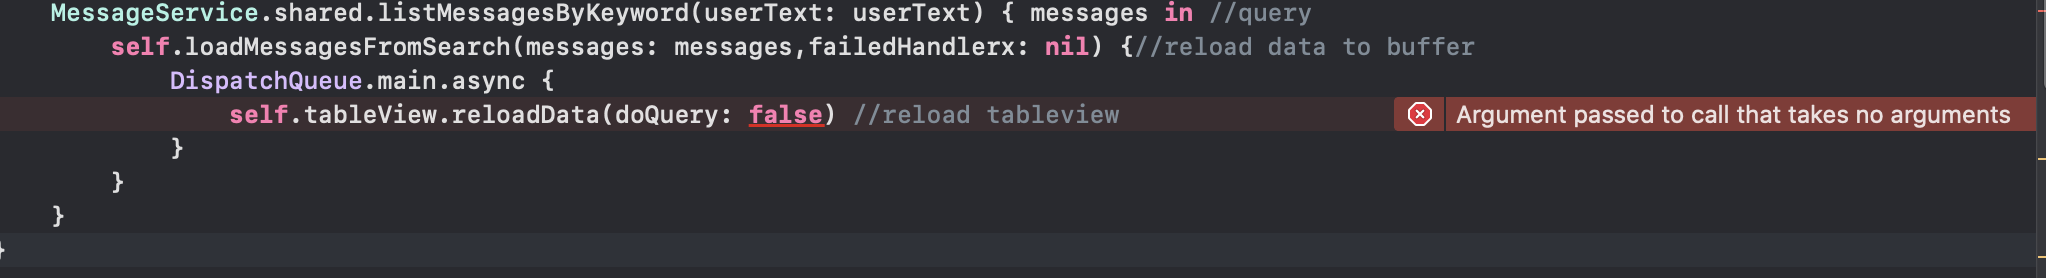 MessageService.shared.listMessagesByKeyword(userText: userText) { messages in //query
self.loadMessagesFromSearch(messages: messages,failedHandlerx: nil) {//reload data to buffer
DispatchQueue.main.async {
self.tableView.reloadData(doQuery: false) //reload tableview Argument passed to call that takes no arguments
}
}
}
}